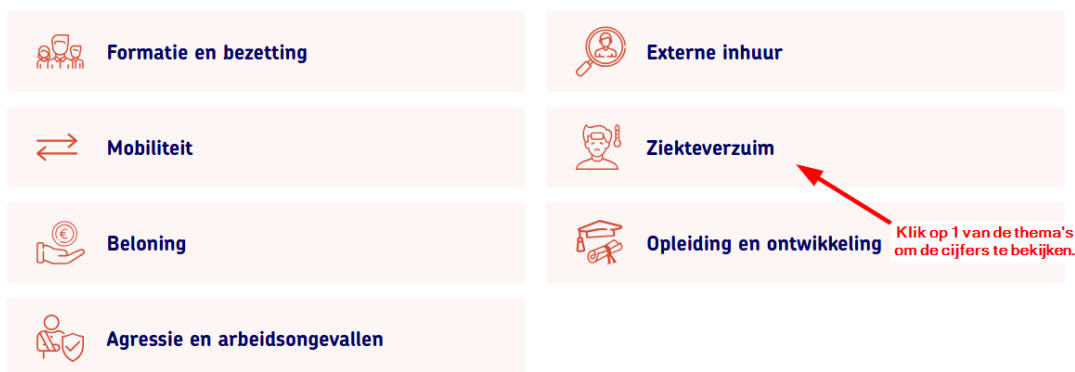 Formatie en bezetting
Externe inhuur
Mobiliteit
Ziekteverzuim
Beloning
Opleiding en ontwikkeling
Klik op 1 van de thema's
om de cijfers te bekijken.
Agressie en arbeidsongevallen